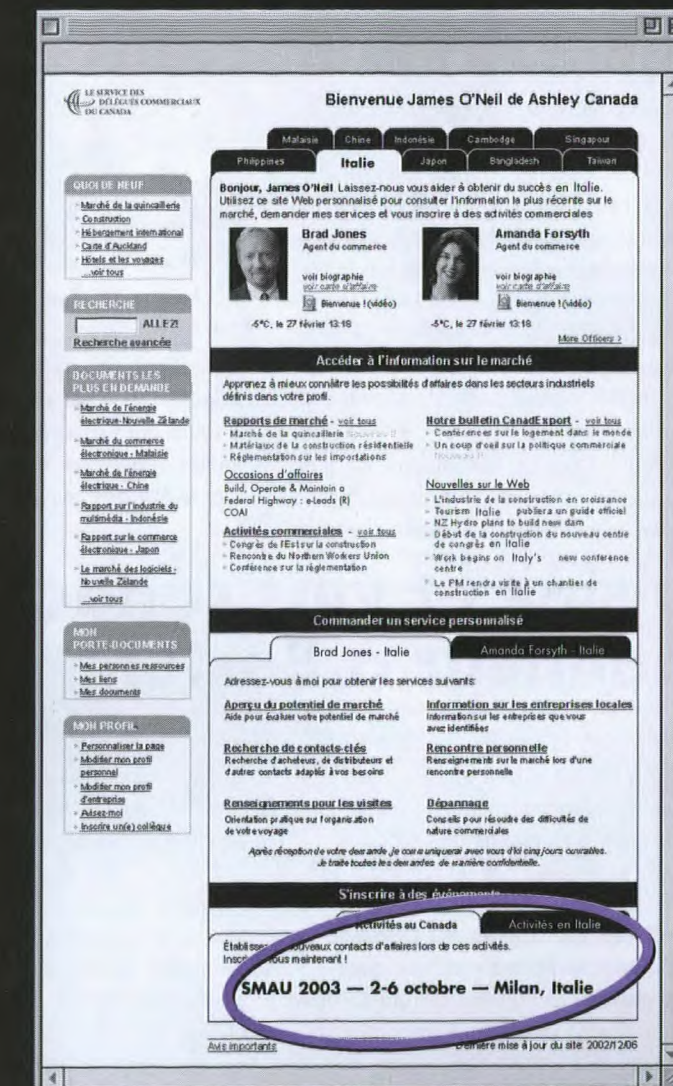 LE SERVICE DES
DÉLÉGUÉS COMMERCIAUX
DU CANADA
Bienvenue James O'Neil de Ashley Canada
Malaisie Chine Indonésie Cambodge Singapour
Philippines Italie Japon Bangladesh Taiwan
QUOI DE NEUF
Marché de la quincaillerie
Construction
Hébergement international
Carte d'Auckland
Hôtels et les voyages
...voir tous
RECHERCHE
ALLEZ!
Recherche avancée
DOCUMENTS LES
PLUS EN DEMANDE
Marché de l'énergie
électrique-Nouvelle Zélande
Marché du commerce
électronique - Malaisie
Marché de l'énergie
électrique - Chine
Rapport sur l'industrie du
multimédia - Indonésie
Rapport sur le commerce
électronique - Japon
Le marché des logiciels -
Nouvelle Zélande
...voir tous
MON
PORTE-DOCUMENTS
Mes personnes ressources
Mes liens
Mes documents
MON PROFIL
Personnaliser la page
Modifier mon profil
personnel
Modifier mon profil
d'entreprise
Avisez-moi
Inscrire un(e) collègue
Bonjour, James O'Neil Laissez-nous vous aider à obtenir du succès en Italie.
Utilisez ce site Web personnalisé pour consulter l'information la plus récente sur le
marché, demander mes services et vous inscrire à des activités commerciales
Brad Jones
Agent du commerce
voir biographie
voir carte d'affaire
Bienvenue ! (vidéo)
-5°C, le 27 février 13:18
Amanda Forsyth
Agent du commerce
voir biographie
voir carte d'affaire
Bienvenue ! (vidéo)
-5°C, le 27 février 13:18
More Officers >
Accéder à l'information sur le marché
Apprenez à mieux connaître les possibilités d'affaires dans les secteurs industriels
définis dans votre profil.
Rapports de marché - voir tous
Marché de la quincaillerie Nouveau !!
Matériaux de la construction résidentielle
Réglementation sur les importations
Occasions d'affaires
Build, Operate & Maintain a
Federal Highway : e-Leads (R)
COA!
Activités commerciales - voir tous
Congrès de l'Est sur la construction
Rencontre du Northern Workers Union
Conférence sur la règlementation
Notre bulletin CanadExport - voir tous
Conférences sur le logement dans le monde
Un coup d'oeil sur la politique commerciale
Nouveau !!
Nouvelles sur le Web
L'industrie de la construction en croissance
Tourism Italie publiera un guide officiel
NZ Hydro plans to build new dam
Début de la construction du nouveau centre
de congrès en Italie
Work begins on Italy's new conference
centre
Le PM rendra visite à un chantier de
construction en Italie
Commander un service personnalisé
Brad Jones - Italie Amanda Forsyth - Italie
Adressez-vous à moi pour obtenir les services suivants:
Aperçu du potentiel de marché
Aide pour évaluer votre potentiel de marché
Information sur les entreprises locales
Information sur les entreprises que vous
avez identifiées
Recherche de contacts-clés
Recherche d'acheteurs, de distributeurs et
d'autres contacts adaptés à vos besoins
Rencontre personnelle
Renseignements sur le marché lors d'une
rencontre personnelle
Renseignements pour les visites
Orientation pratique sur l'organisation
de votre voyage
Dépannage
Conseils pour résoudre des difficultés de
nature commerciales
Après réception de votre demande, je communiquerai avec vous d'ici cinq jours ouvrables.
Je traite toutes les demandes de manière confidentielle.
S'inscrire à des événements
Activités au Canada Activités en Italie
Établissez de nouveaux contacts d'affaires lors de ces activités.
Inscrivez-vous maintenant !
SMAU 2003 — 2-6 octobre — Milan, Italie
Avis importants
Dernière mise à jour du site: 2002/12/06